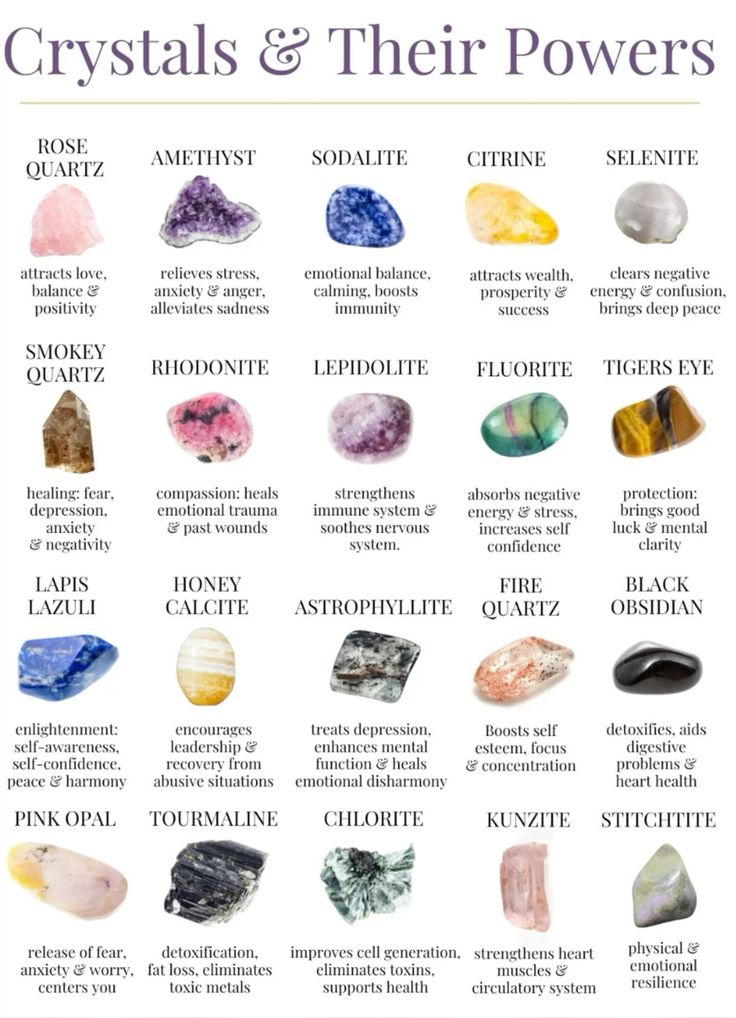 Crystals & Their Powers
ROSE
QUARTZ
attracts love,
balance &
positivity
AMETHYST
relieves stress,
anxiety & anger,
alleviates sadness
SODALITE
emotional balance,
calming, boosts
immunity
CITRINE
attracts wealth,
prosperity &
success
SELENITE
clears negative
energy & confusion,
brings deep peace
SMOKEY
QUARTZ
healing: fear,
depression,
anxiety
& negativity
RHODONITE
compassion: heals
emotional trauma
& past wounds
LEPIDOLITE
strengthens
immune system &
soothes nervous
system.
FLUORITE
absorbs negative
energy & stress,
increases self
confidence
TIGERS EYE
protection:
brings good
luck & mental
clarity
LAPIS
LAZULI
enlightenment:
self-awareness,
self-confidence,
peace & harmony
HONEY
CALCITE
encourages
leadership &
recovery from
abusive situations
ASTROPHYLLITE
treats depression,
enhances mental
function & heals
emotional disharmony
FIRE
QUARTZ
Boosts self
esteem, focus
& concentration
BLACK
OBSIDIAN
detoxifies, aids
digestive
problems &
heart health
PINK OPAL
release of fear,
anxiety & worry,
centers you
TOURMALINE
detoxification,
fat loss, eliminates
toxic metals
CHLORITE
improves cell generation,
eliminates toxins,
supports health
KUNZITE
strengthens heart
muscles &
circulatory system
STITCHTITE
physical &
emotional
resilience